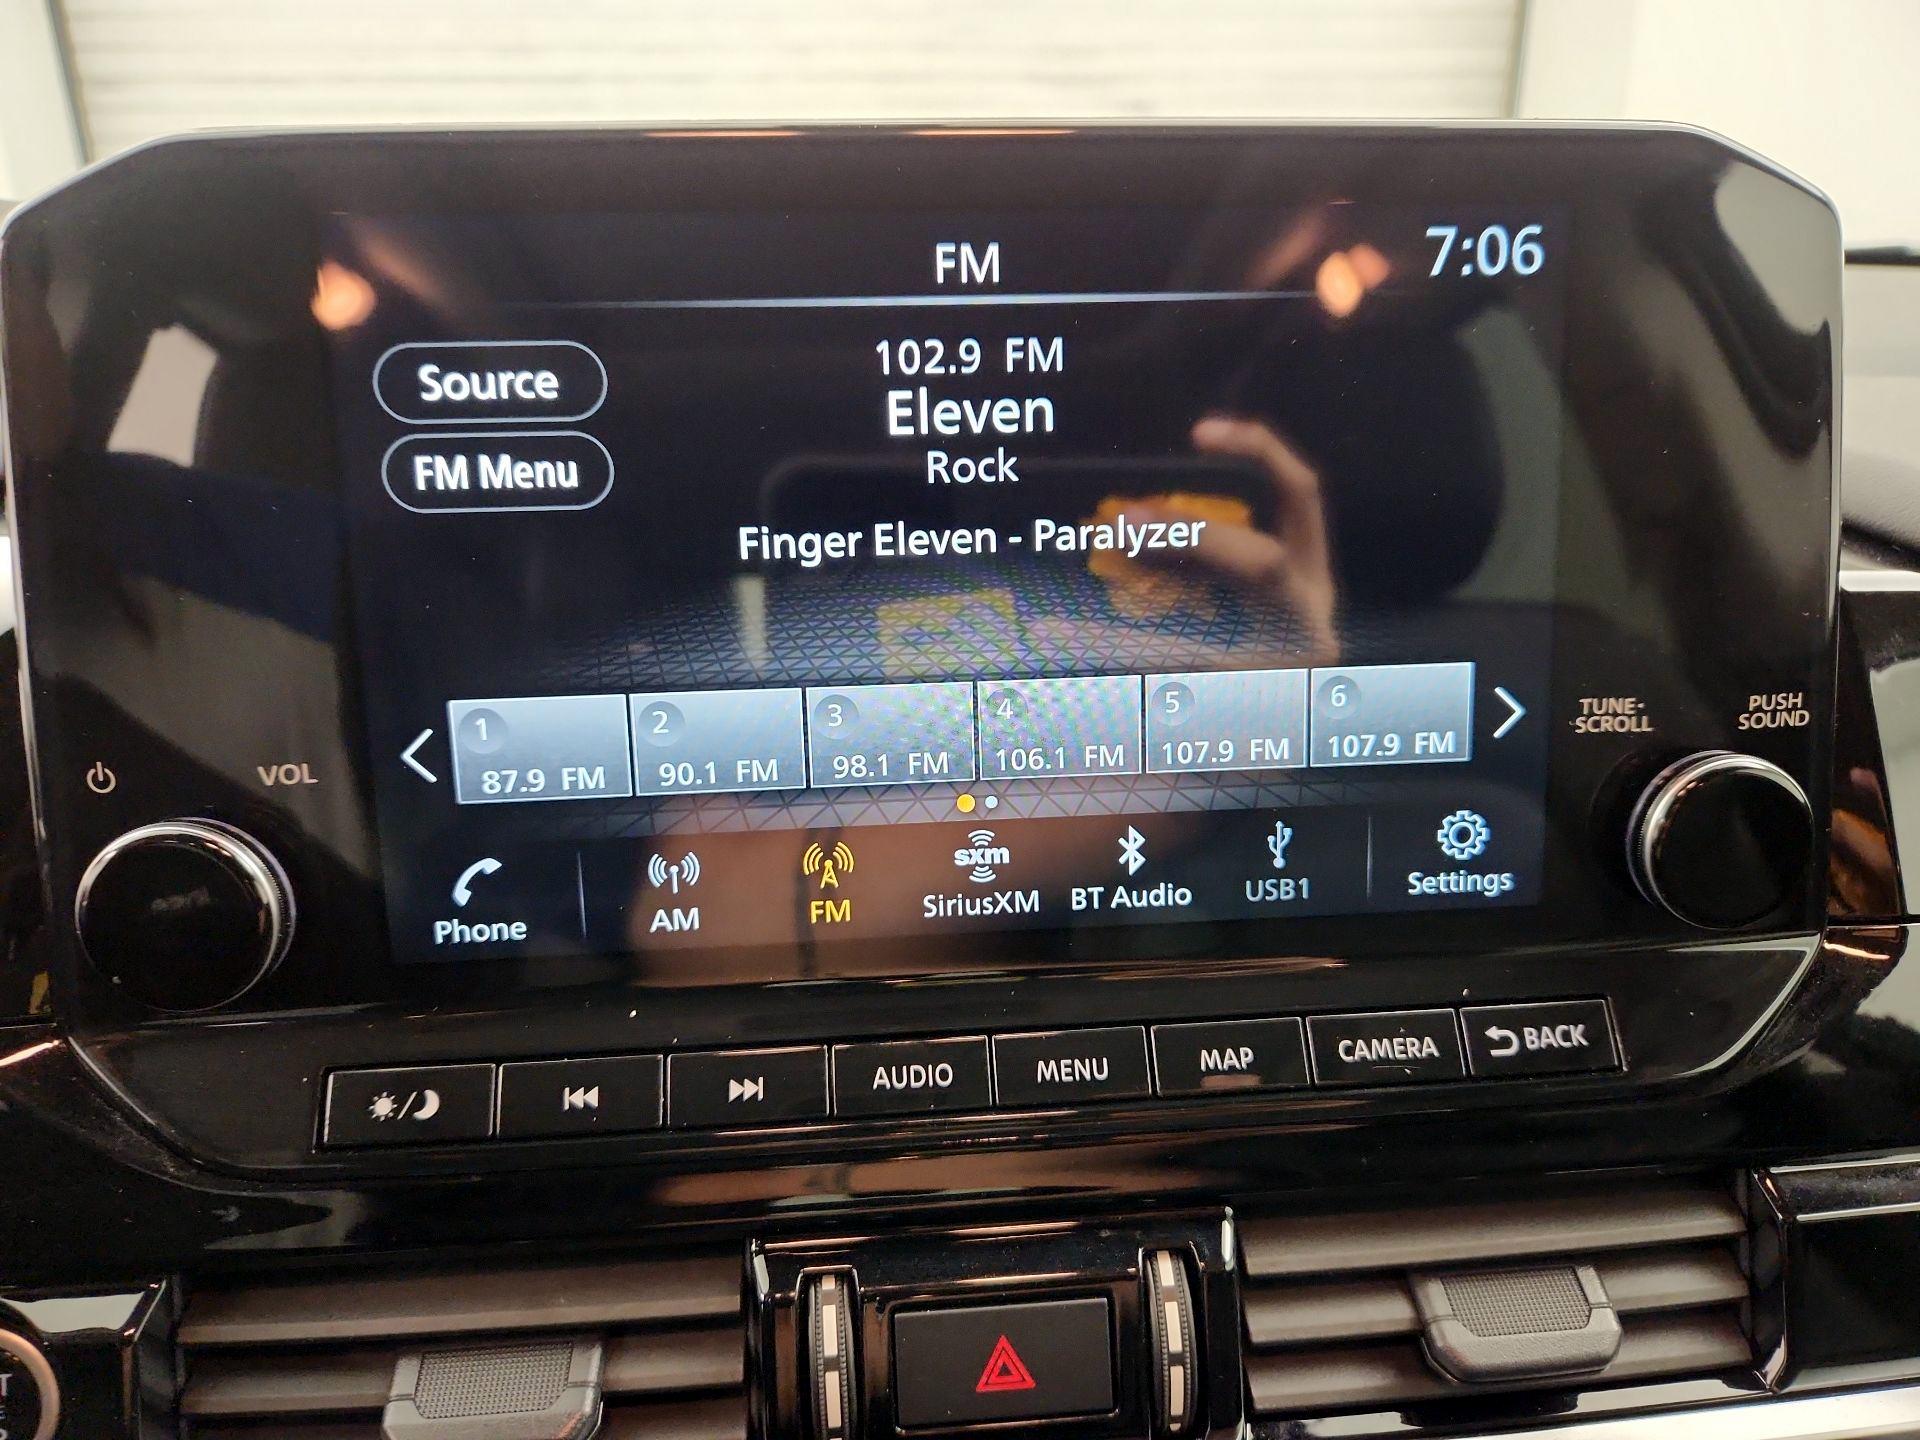 FM
7:06
Source
102.9 FM
Eleven
FM Menu
Rock
Finger Eleven - Paralyzer
1
87.9 FM
2
90.1 FM
3
98.1 FM
4
106.1 FM
5
107.9 FM
6
107.9 FM
VOL
TUNE·
SCROLL
PUSH
SOUND
Phone
AM
FM
sxm
SiriusXM
BT Audio
USB1
Settings
AUDIO
MENU
MAP
CAMERA
BACK